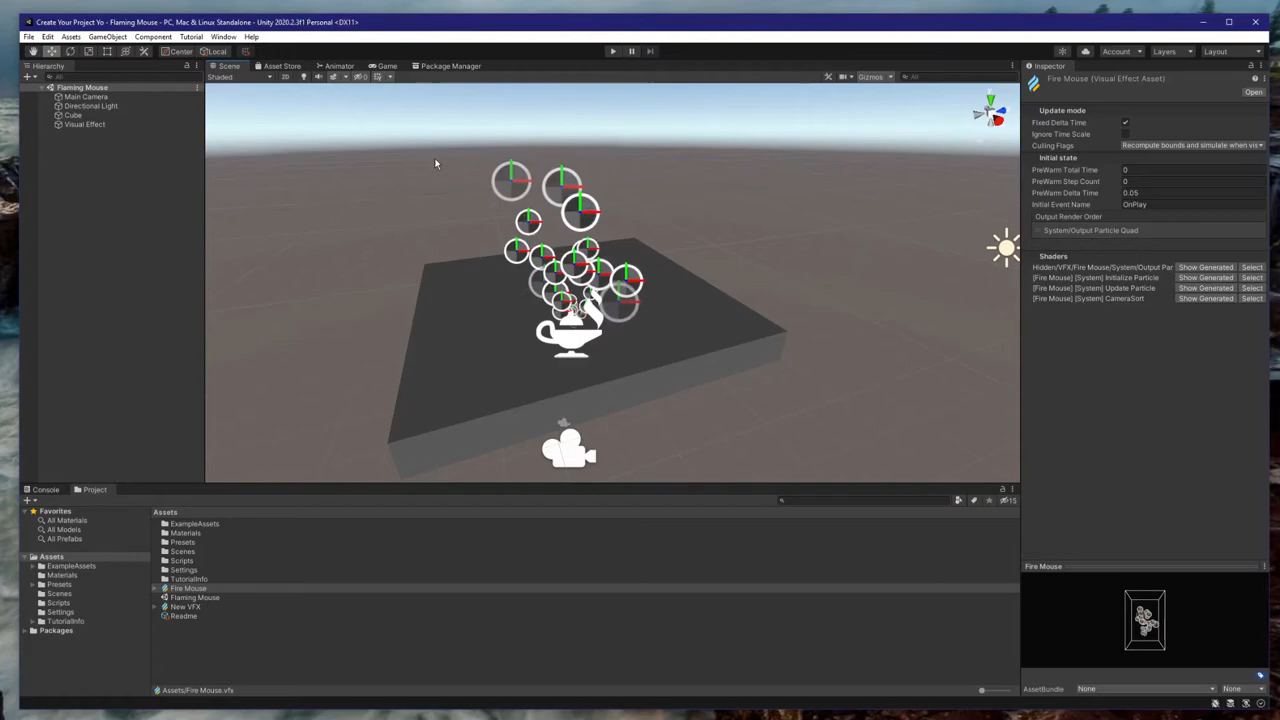 Create Your Project Yo - Flaming Mouse - PC, Mac & Linux Standalone - Unity 2020.2.3f1 Personal <DX11>
File Edit Assets GameObject Component Tutorial Window Help
Center Local Account Layers Layout
Hierarchy
All
Flaming Mouse
Main Camera
Directional Light
Cube
Visual Effect
Scene Asset Store Animator Game Package Manager
Shaded 2D 0 Gizmos All
Inspector
Fire Mouse (Visual Effect Asset)
Open
Update mode
Fixed Delta Time
Ignore Time Scale
Culling Flags Recompute bounds and simulate when vis
Initial state
PreWarm Total Time 0
PreWarm Step Count 0
PreWarm Delta Time 0.05
Initial Event Name OnPlay
Output Render Order
System/Output Particle Quad
Shaders
Hidden/VFX/Fire Mouse/System/Output Par Show Generated Select
[Fire Mouse] [System] Initialize Particle Show Generated Select
[Fire Mouse] [System] Update Particle Show Generated Select
[Fire Mouse] [System] CameraSort Show Generated Select
Console Project
15
Favorites
All Materials
All Models
All Prefabs
Assets
ExampleAssets
Materials
Presets
Scenes
Scripts
Settings
TutorialInfo
Packages
Assets
ExampleAssets
Materials
Presets
Scenes
Scripts
Settings
TutorialInfo
Fire Mouse
Flaming Mouse
New VFX
Readme
Assets/Fire Mouse.vfx
Fire Mouse
AssetBundle None None